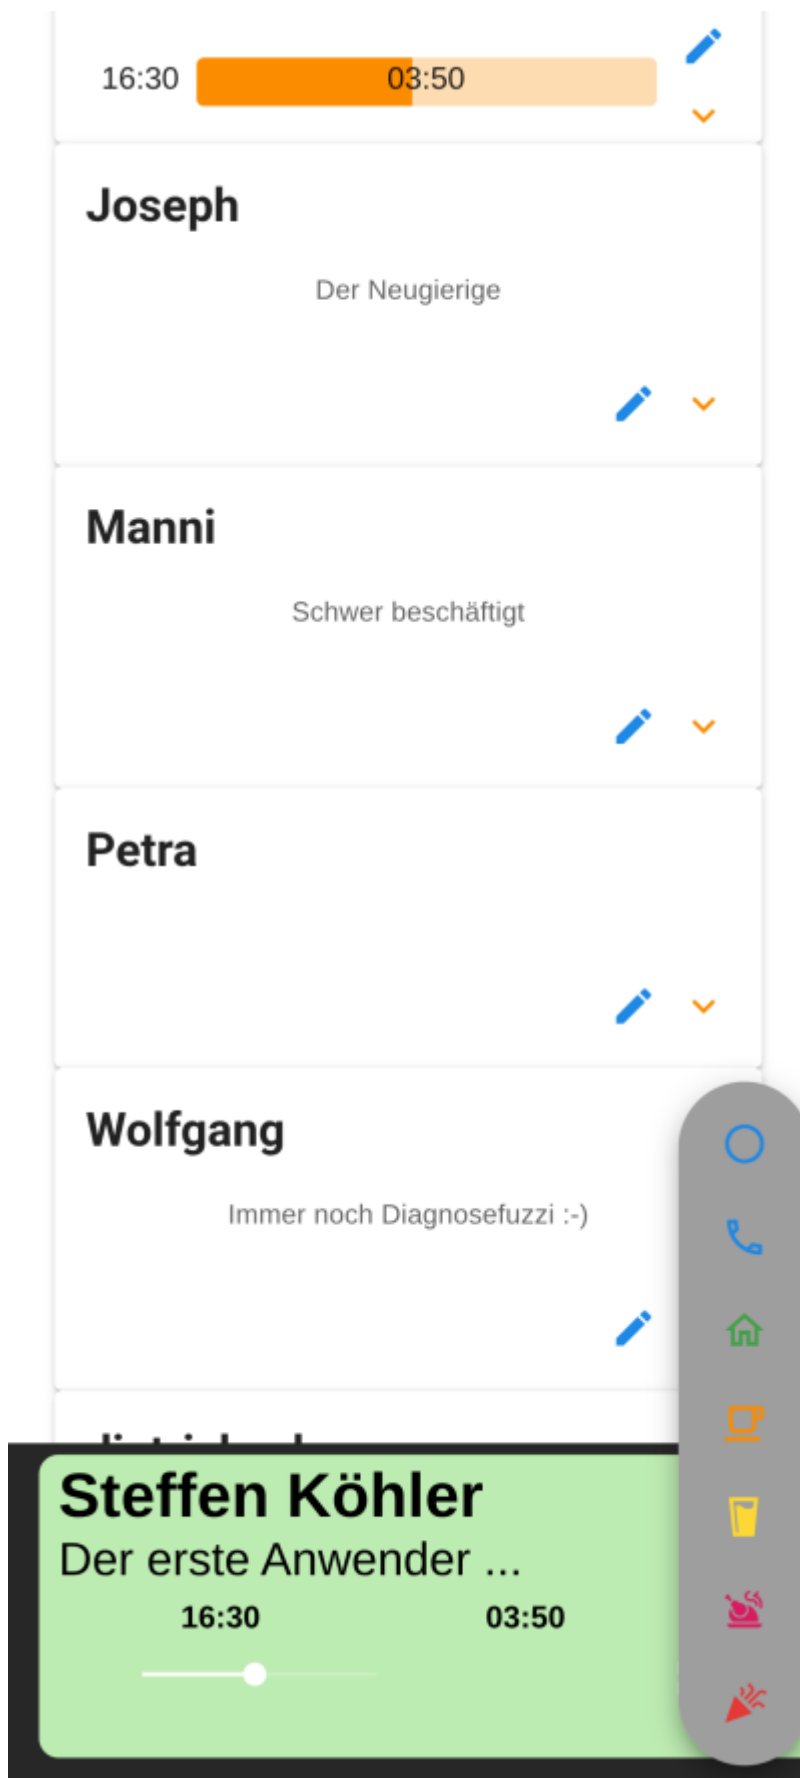 16:30 03:50
Joseph
Der Neugierige
Manni
Schwer beschäftigt
Petra
Wolfgang
Immer noch Diagnosefuzzi :-)
Steffen Köhler
Der erste Anwender ...
16:30 03:50